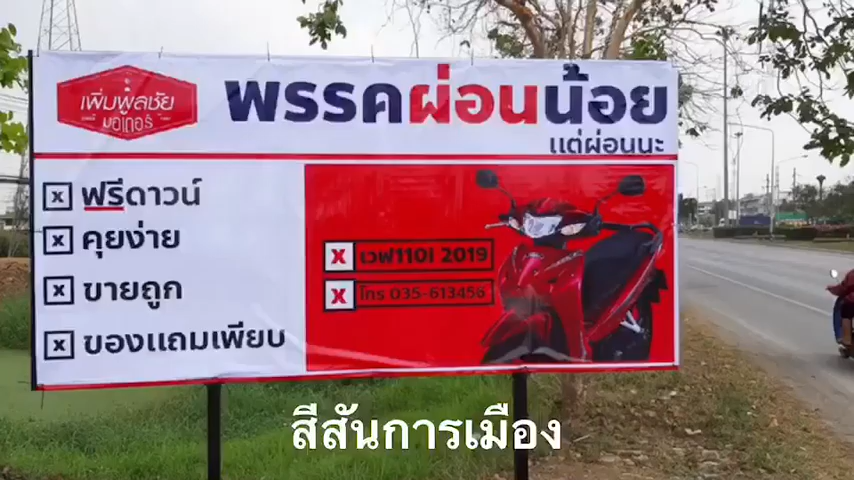 เพิ่มพูลชัย
มอเตอร์
พรรคผ่อนน้อย
แต่ผ่อนนะ
x ฟรีดาวน์
x คุยง่าย
x ขายถูก
x ของแถมเพียบ
x เวฟ110i 2019
x โทร 035-613456
สีสันการเมือง